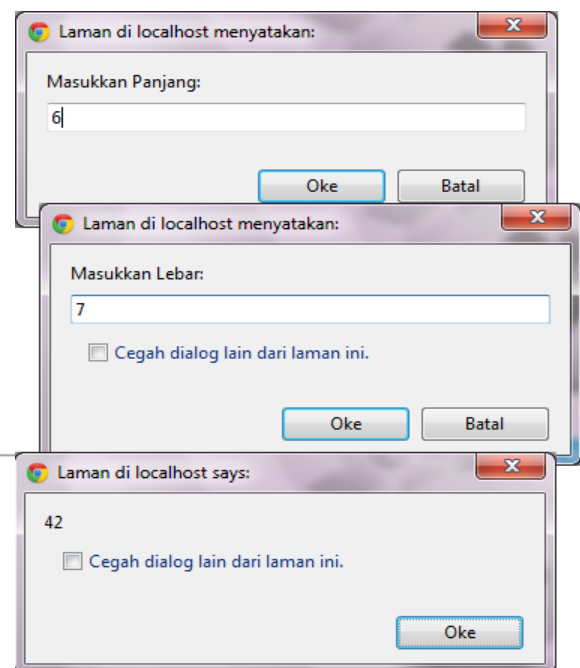 Laman di localhost menyatakan:
Masukkan Panjang:
6
Oke Batal
Laman di localhost menyatakan:
Masukkan Lebar:
7
Cegah dialog lain dari laman ini.
Oke Batal
Laman di localhost says:
42
Cegah dialog lain dari laman ini.
Oke